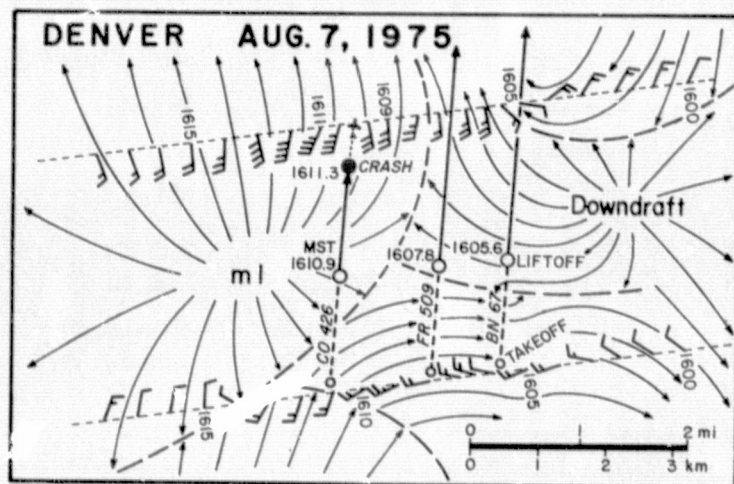 DENVER AUG. 7, 1975
1605
1600
1609
1611
1615
1611.3 CRASH
Downdraft
MST
1610.9
1607.8
1605.6
LIFTOFF
m l
CO 426
FR 509
BN 67
TAKEOFF
1600
1605
1610
1615
0 1 2 mi
0 1 2 3
km